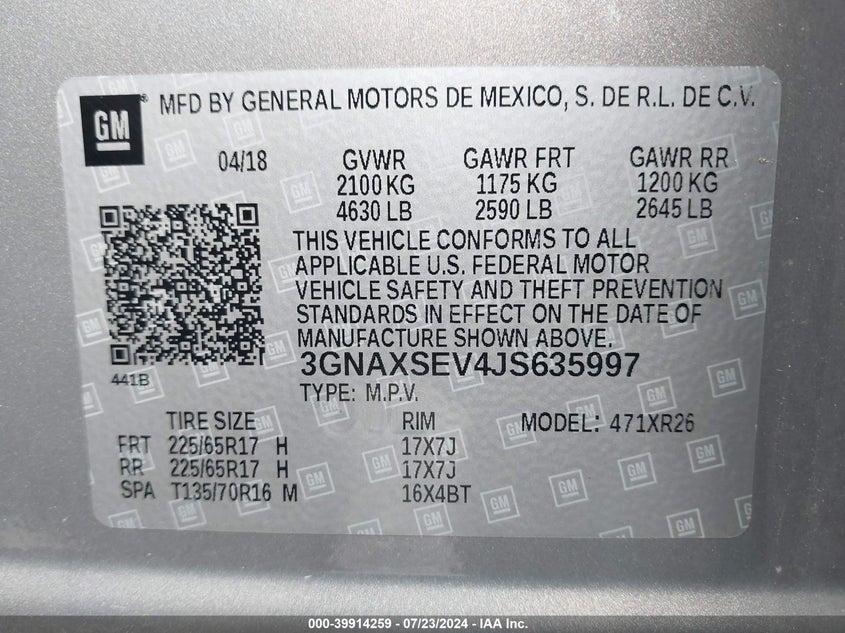 GM® MFD BY GENERAL MOTORS DE MEXICO, S. DE R.L. DE C.V.
04/18 GVWR GAWR FRT GAWR RR
2100 KG 1175 KG 1200 KG
4630 LB 2590 LB 2645 LB
THIS VEHICLE CONFORMS TO ALL
APPLICABLE U.S. FEDERAL MOTOR
VEHICLE SAFETY AND THEFT PREVENTION
STANDARDS IN EFFECT ON THE DATE OF
MANUFACTURE SHOWN ABOVE.
3GNAXSEV4JS635997
441B
TYPE: M.P.V.
TIRE SIZE RIM MODEL: 471XR26
FRT 225/65R17 H 17X7J
RR 225/65R17 H 17X7J
SPA T135/70R16 M 16X4BT
000-39914259 - 07/23/2024 - IAAI.com